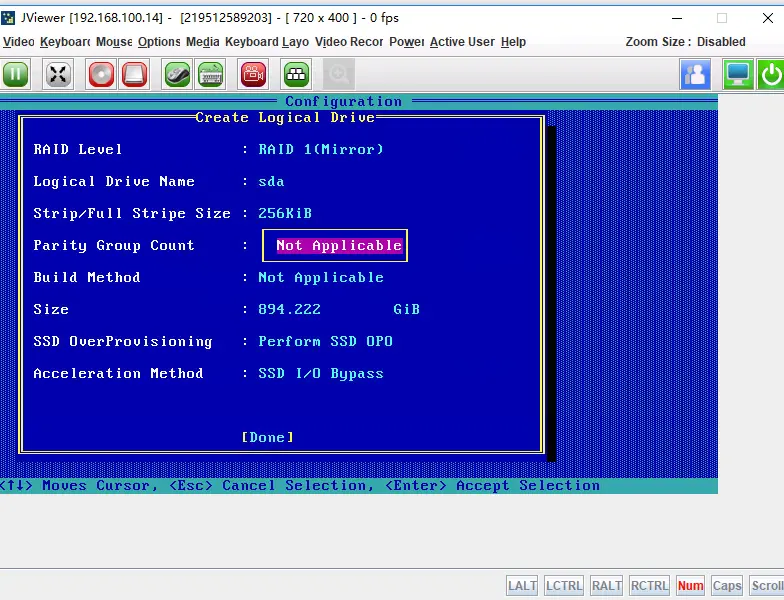 JViewer [192.168.100.14] - [219512589203] - [ 720 x 400 ] - 0 fps
Video Keyboard Mouse Options Media Keyboard Layo Video Recor Power Active User Help Zoom Size : Disabled
Configuration
Create Logical Drive
RAID Level : RAID 1(Mirror)
Logical Drive Name : sda
Strip/Full Stripe Size : 256KiB
Parity Group Count : Not Applicable
Build Method : Not Applicable
Size : 894.222 GiB
SSD OverProvisioning : Perform SSD OPO
Acceleration Method : SSD I/O Bypass
[Done]
<↑↓> Moves Cursor, <Esc> Cancel Selection, <Enter> Accept Selection
LALT LCTRL RALT RCTRL Num Caps Scroll